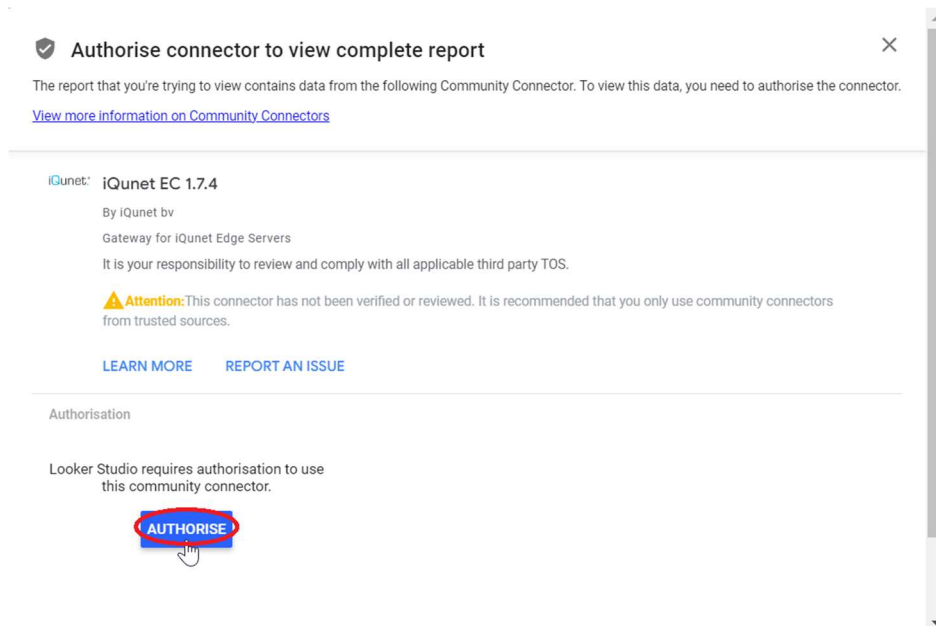 Authorise connector to view complete report
The report that you're trying to view contains data from the following Community Connector. To view this data, you need to authorise the connector.
View more information on Community Connectors
iQunet
iQunet EC 1.7.4
By iQunet bv
Gateway for iQunet Edge Servers
It is your responsibility to review and comply with all applicable third party TOS.
Attention:This connector has not been verified or reviewed. It is recommended that you only use community connectors
from trusted sources.
LEARN MORE REPORT AN ISSUE
Authorisation
Looker Studio requires authorisation to use
this community connector.
AUTHORISE